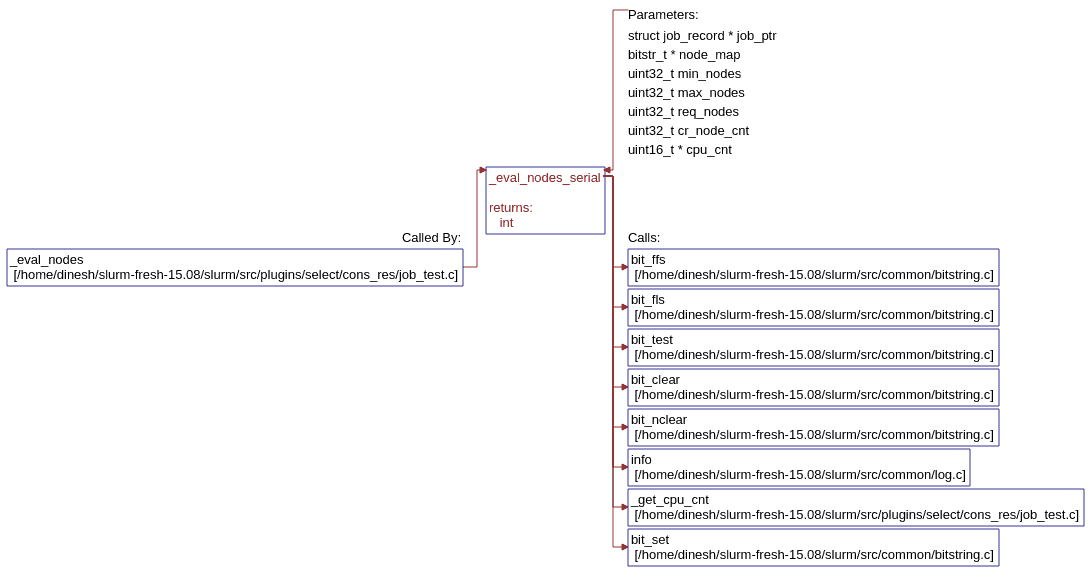 Parameters:
struct job_record * job_ptr
bitstr_t * node_map
uint32_t min_nodes
uint32_t max_nodes
uint32_t req_nodes
uint32_t cr_node_cnt
uint16_t * cpu_cnt
_eval_nodes_serial
returns:
int
Called By:
_eval_nodes
[/home/dinesh/slurm-fresh-15.08/slurm/src/plugins/select/cons_res/job_test.c]
Calls:
bit_ffs
[/home/dinesh/slurm-fresh-15.08/slurm/src/common/bitstring.c]
bit_fls
[/home/dinesh/slurm-fresh-15.08/slurm/src/common/bitstring.c]
bit_test
[/home/dinesh/slurm-fresh-15.08/slurm/src/common/bitstring.c]
bit_clear
[/home/dinesh/slurm-fresh-15.08/slurm/src/common/bitstring.c]
bit_nclear
[/home/dinesh/slurm-fresh-15.08/slurm/src/common/bitstring.c]
info
[/home/dinesh/slurm-fresh-15.08/slurm/src/common/log.c]
_get_cpu_cnt
[/home/dinesh/slurm-fresh-15.08/slurm/src/plugins/select/cons_res/job_test.c]
bit_set
[/home/dinesh/slurm-fresh-15.08/slurm/src/common/bitstring.c]